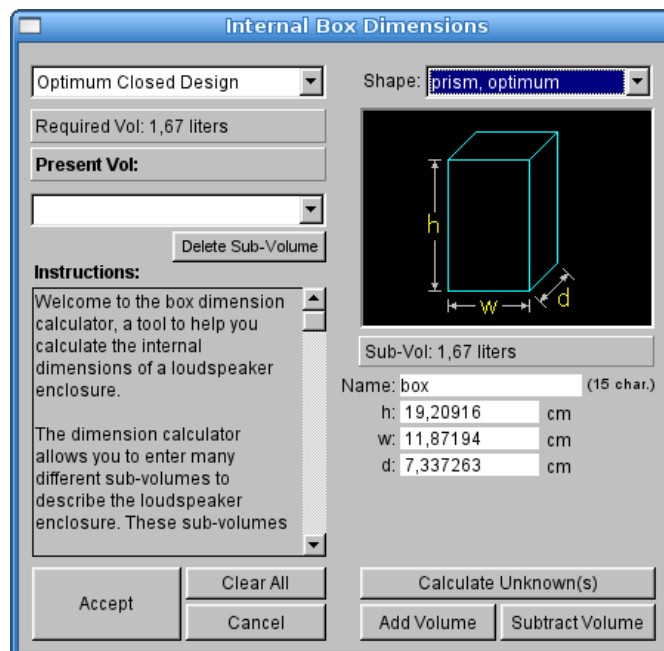 Internal Box Dimensions
Optimum Closed Design
Required Vol: 1,67 liters
Present Vol:
Delete Sub-Volume
Instructions:
Welcome to the box dimension
calculator, a tool to help you
calculate the internal
dimensions of a loudspeaker
enclosure.
The dimension calculator
allows you to enter many
different sub-volumes to
describe the loudspeaker
enclosure. These sub-volumes
Accept
Clear All
Cancel
Shape: prism, optimum
h
w
d
Sub-Vol: 1,67 liters
Name: box (15 char.)
h: 19,20916 cm
w: 11,87194 cm
d: 7,337263 cm
Calculate Unknown(s)
Add Volume Subtract Volume